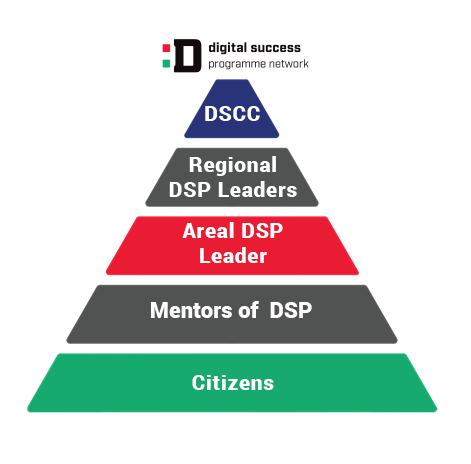 :D digital success
programme network
DSCC
Regional
DSP Leaders
Areal DSP
Leader
Mentors of DSP
Citizens